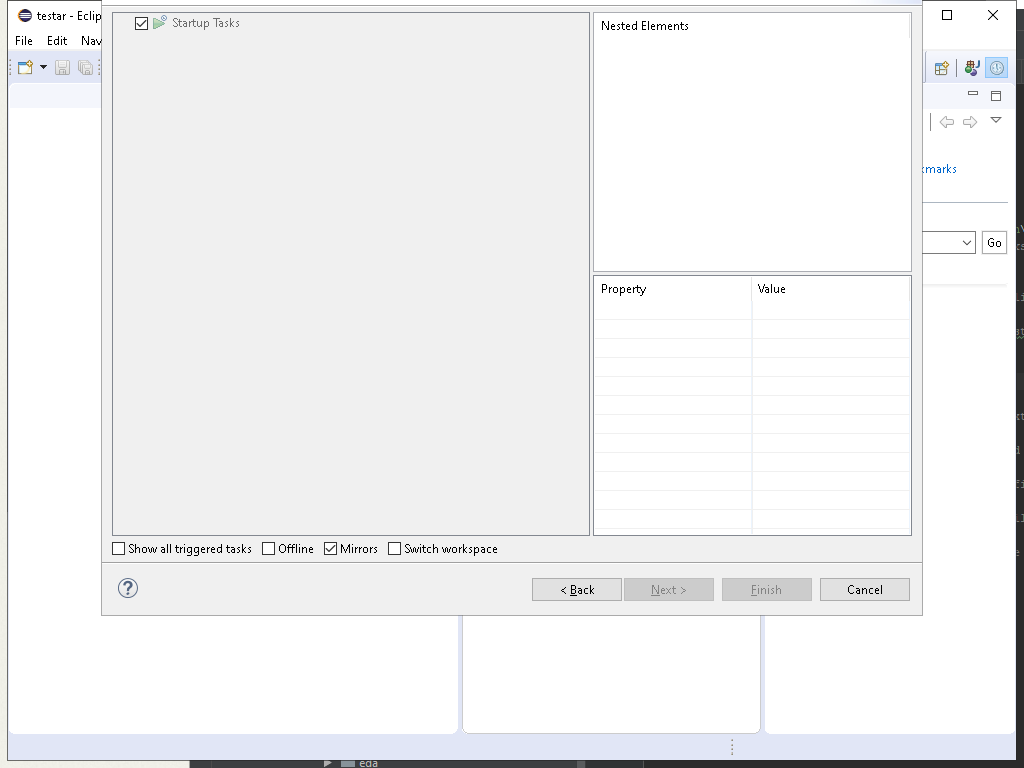 testar - Eclip
File Edit Nav
Startup Tasks
Nested Elements
Property Value
Go
Show all triggered tasks Offline Mirrors Switch workspace
? < Back Next > Finish Cancel
eda